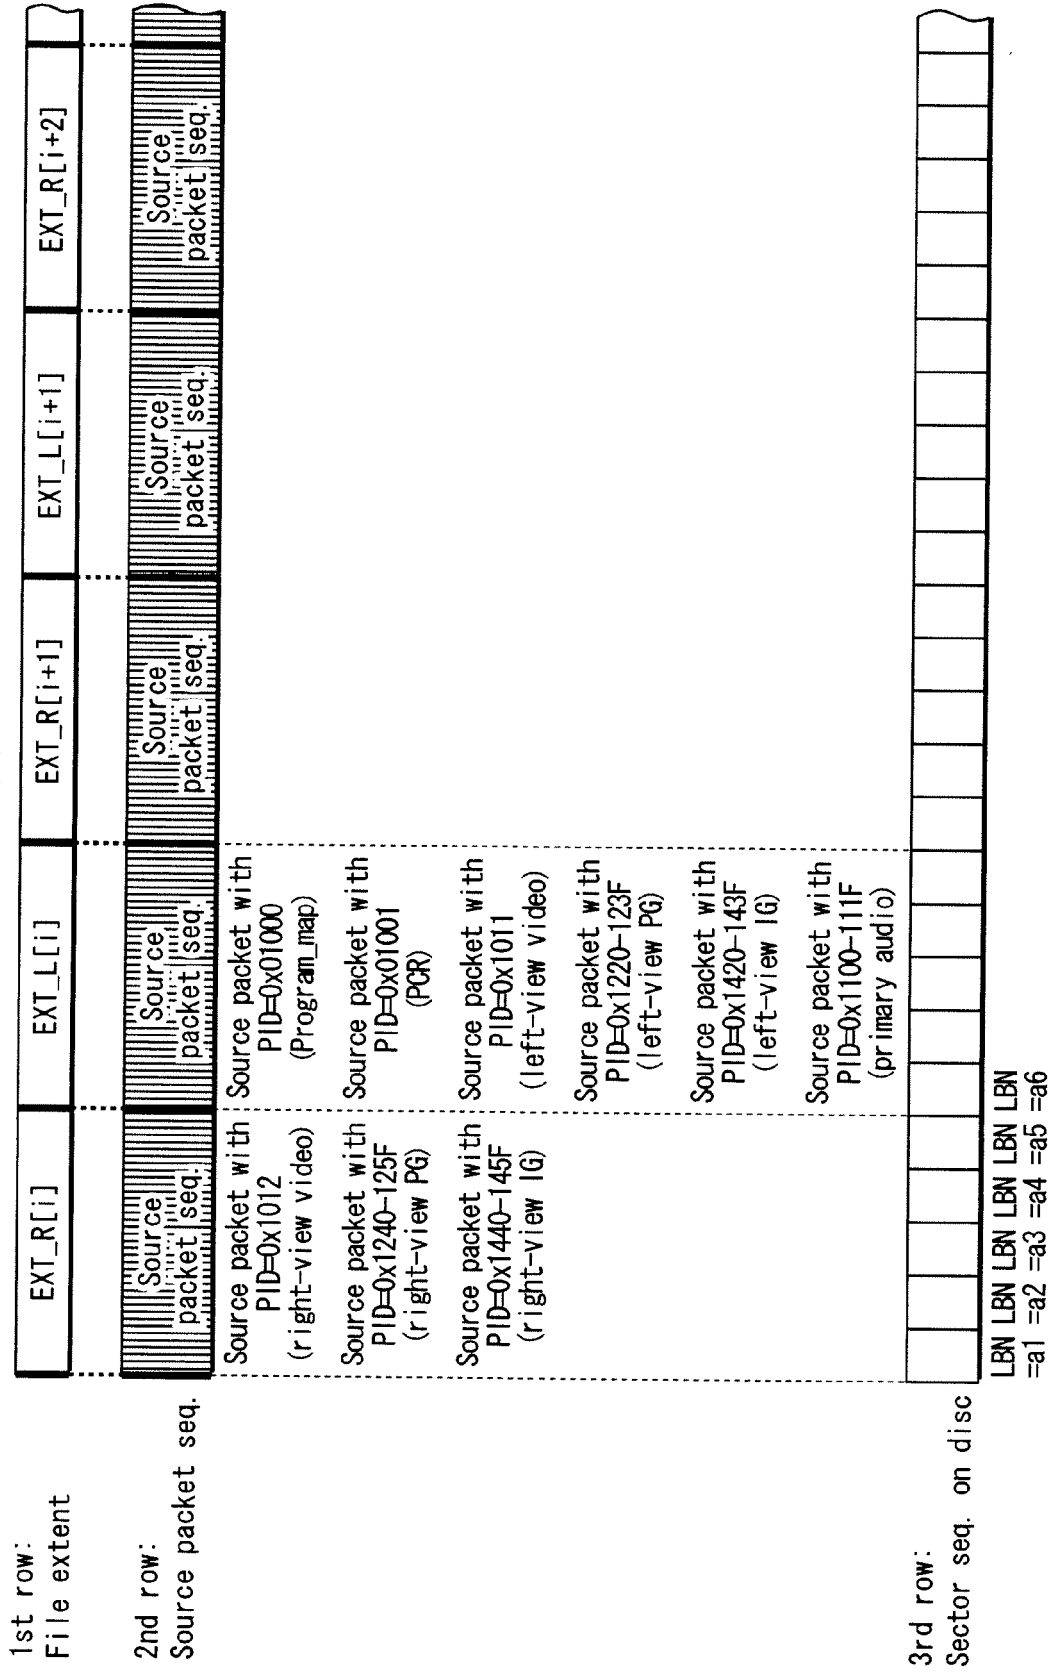 1st row:
File extent
EXT_R[i]
EXT_L[i]
EXT_R[i+1]
EXT_L[i+1]
EXT_R[i+2]
2nd row:
Source packet seq.
Source
packet seq.
Source
packet seq.
Source
packet seq.
Source
packet seq.
Source
packet seq.
Source packet with
PID=0x1012
(right-view video)
Source packet with
PID=0x1240-125F
(right-view PG)
Source packet with
PID=0x1440-145F
(right-view IG)
Source packet with
PID=0x01000
(Program_map)
Source packet with
PID=0x01001
(PCR)
Source packet with
PID=0x1011
(left-view video)
Source packet with
PID=0x1220-123F
(left-view PG)
Source packet with
PID=0x1420-143F
(left-view IG)
Source packet with
PID=0x1100-111F
(primary audio)
3rd row:
Sector seq. on disc
LBN LBN LBN LBN LBN LBN
=a1 =a2 =a3 =a4 =a5 =a6